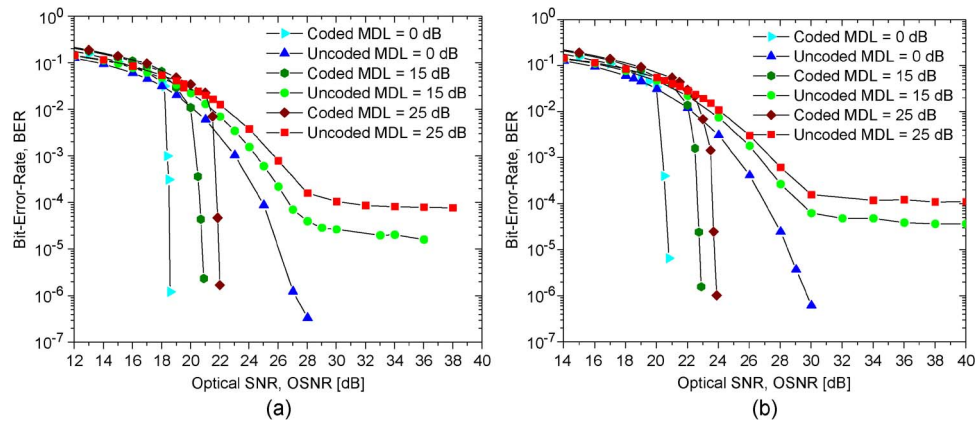 Coded MDL = 0 dB
Uncoded MDL = 0 dB
Coded MDL = 15 dB
Uncoded MDL = 15 dB
Coded MDL = 25 dB
Uncoded MDL = 25 dB
Bit-Error-Rate, BER
10^0
10^-1
10^-2
10^-3
10^-4
10^-5
10^-6
10^-7
12 14 16 18 20 22 24 26 28 30 32 34 36 38 40
Optical SNR, OSNR [dB]
(a)
Coded MDL = 0 dB
Uncoded MDL = 0 dB
Coded MDL = 15 dB
Uncoded MDL = 15 dB
Coded MDL = 25 dB
Uncoded MDL = 25 dB
Bit-Error-Rate, BER
10^0
10^-1
10^-2
10^-3
10^-4
10^-5
10^-6
10^-7
14 16 18 20 22 24 26 28 30 32 34 36 38 40
Optical SNR, OSNR [dB]
(b)